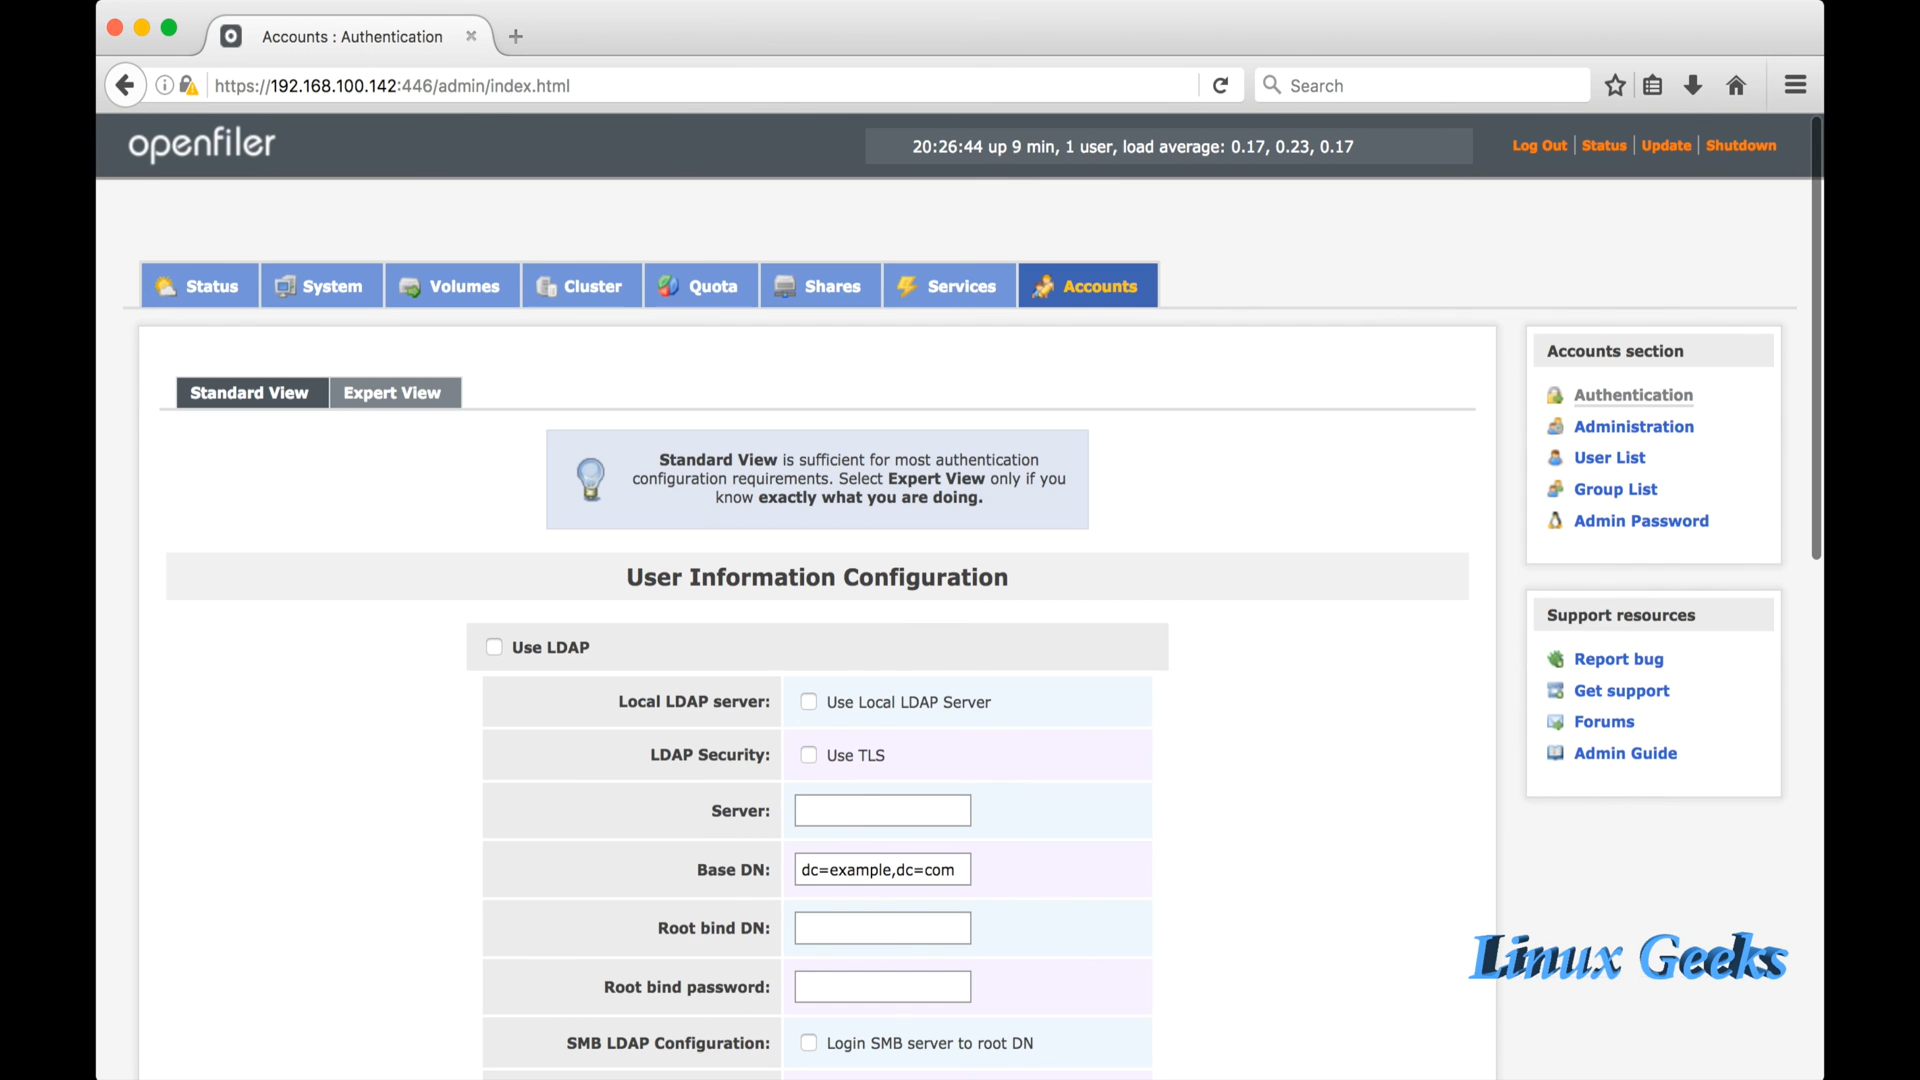 Accounts : Authentication
https://192.168.100.142:446/admin/index.html
Search
openfiler
20:26:44 up 9 min, 1 user, load average: 0.17, 0.23, 0.17
Log Out | Status | Update | Shutdown
Status
System
Volumes
Cluster
Quota
Shares
Services
Accounts
Standard View
Expert View
Standard View is sufficient for most authentication
configuration requirements. Select Expert View only if you
know exactly what you are doing.
User Information Configuration
Use LDAP
Local LDAP server:
Use Local LDAP Server
LDAP Security:
Use TLS
Server:
Base DN:
dc=example,dc=com
Root bind DN:
Root bind password:
SMB LDAP Configuration:
Login SMB server to root DN
Accounts section
Authentication
Administration
User List
Group List
Admin Password
Support resources
Report bug
Get support
Forums
Admin Guide
Linux Geeks